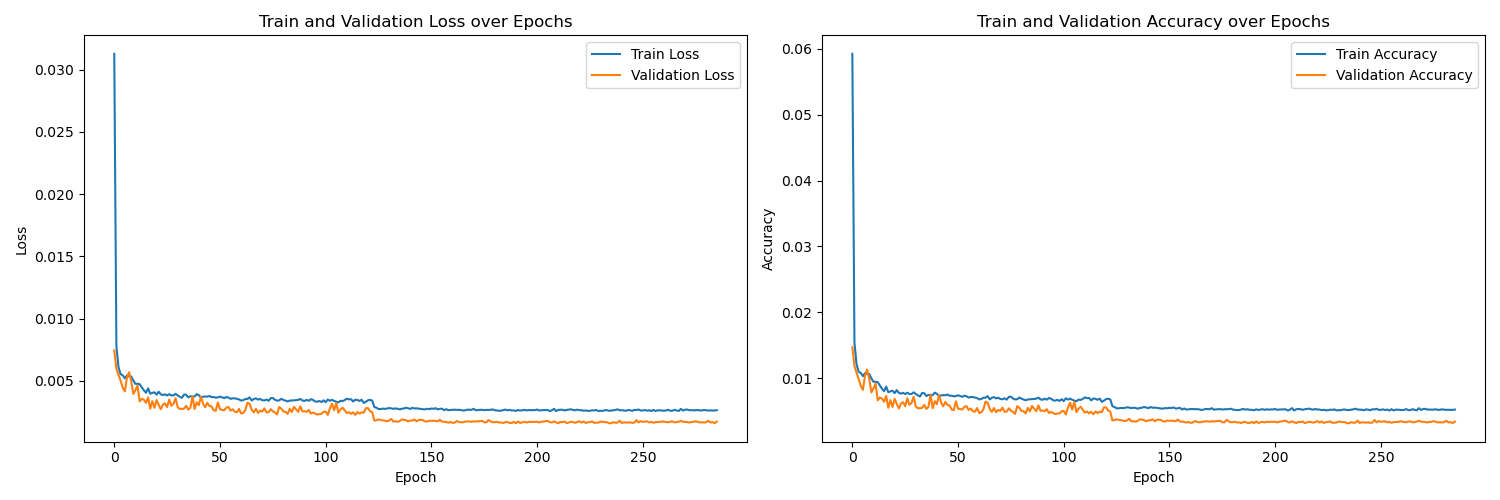 Train and Validation Loss over Epochs
Train Loss
Validation Loss
0.030
0.025
0.020
0.015
0.010
0.005
Loss
0
50
100
150
200
250
Epoch
Train and Validation Accuracy over Epochs
Train Accuracy
Validation Accuracy
0.06
0.05
0.04
0.03
0.02
0.01
Accuracy
0
50
100
150
200
250
Epoch